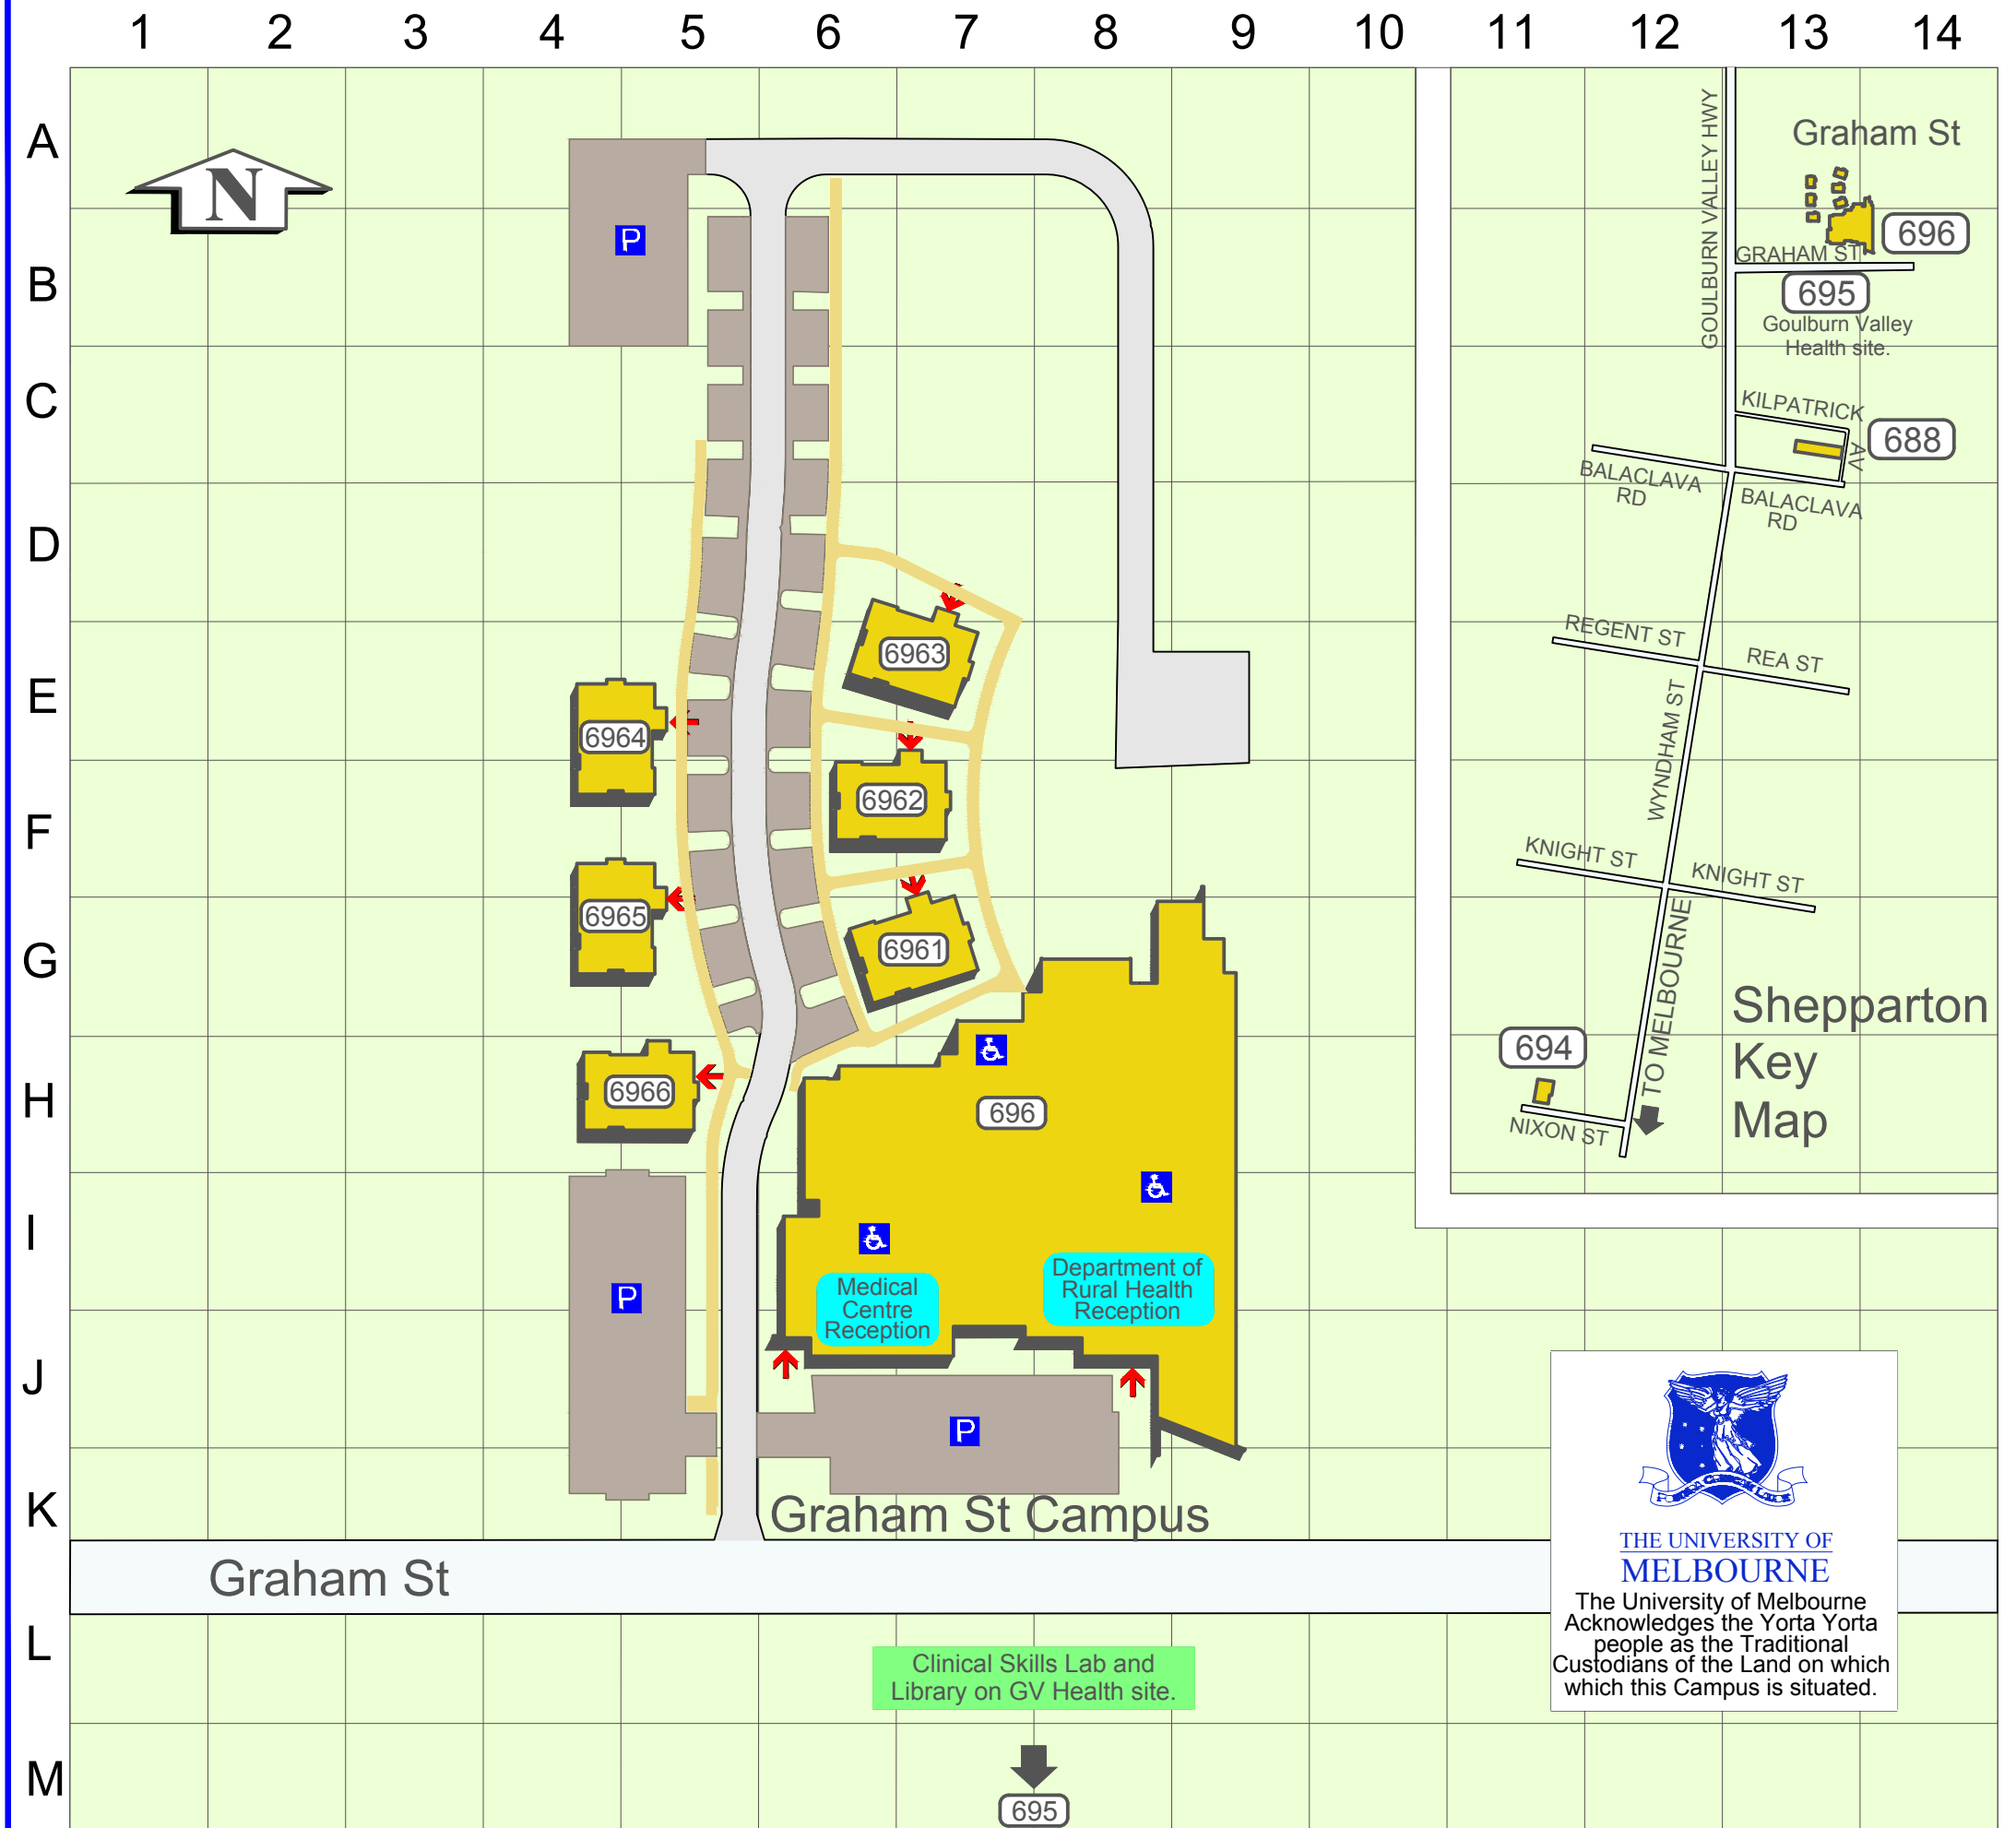 1 2 3 4 5 6 7 8 9 10 11 12 13 14
A
B
C
D
E
F
G
H
I
J
K
L
M
N
P
6963
6964
6962
6965
6961
6966
696
P
Medical
Centre
Reception
Department of
Rural Health
Reception
P
Graham St Campus
Graham St
Clinical Skills Lab and
Library on GV Health site.
695
GOULBURN VALLEY HWY
Graham St
696
GRAHAM ST
695
Goulburn Valley
Health site.
KILPATRICK
AV
688
BALACLAVA
RD
BALACLAVA
RD
REGENT ST
REA ST
WYNDHAM ST
KNIGHT ST
KNIGHT ST
TO MELBOURNE
694
NIXON ST
Shepparton
Key
Map
THE UNIVERSITY OF
MELBOURNE
The University of Melbourne
Acknowledges the Yorta Yorta
people as the Traditional
Custodians of the Land on which
which this Campus is situated.